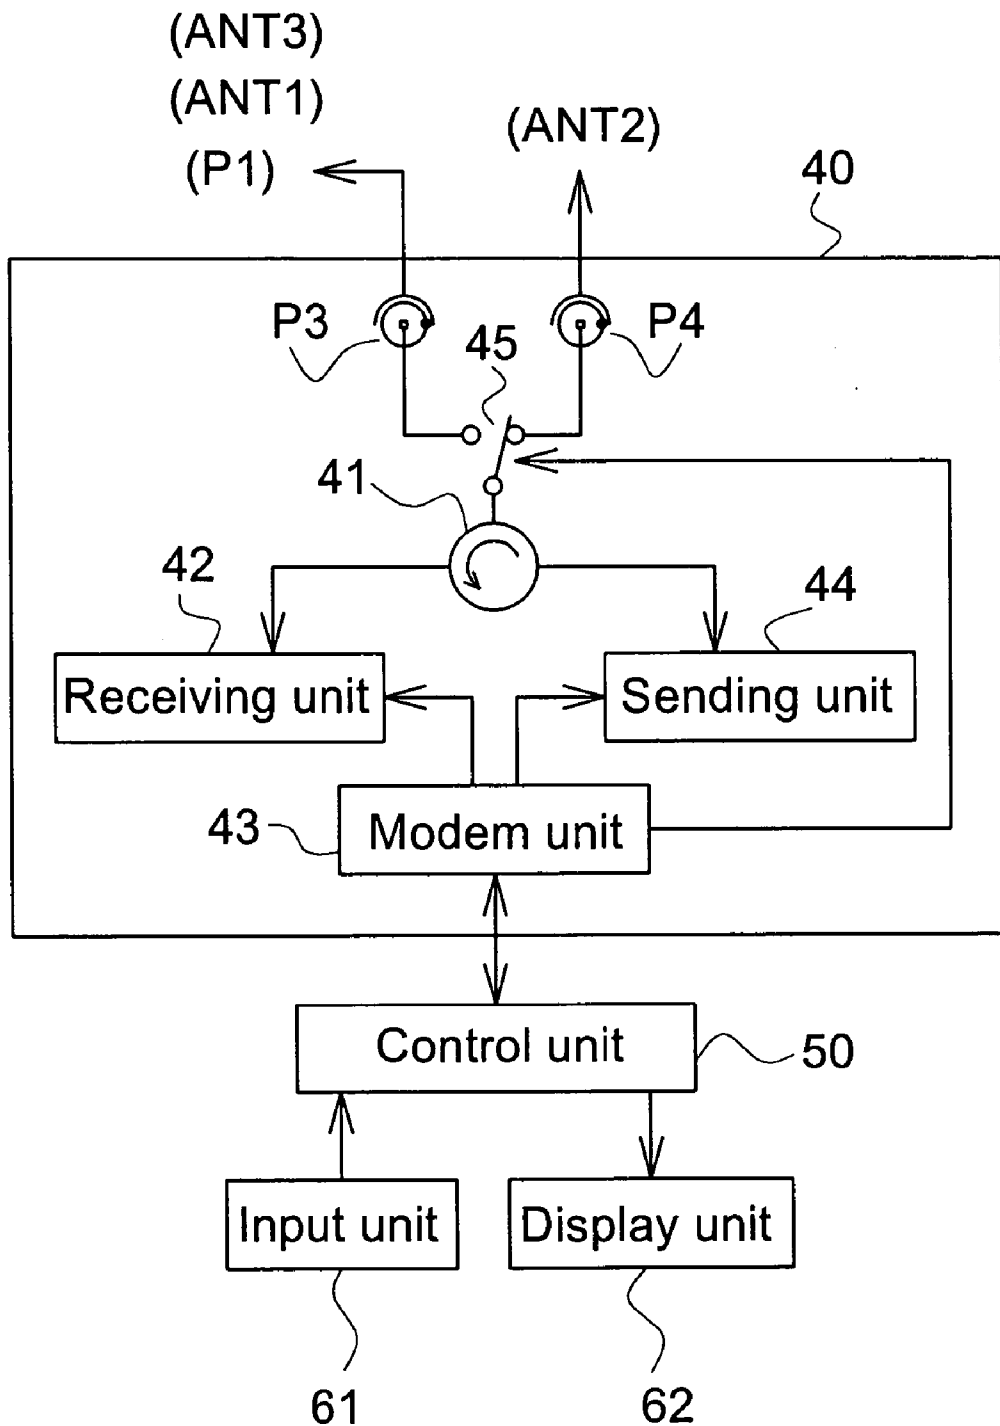 (ANT3)
(ANT1)
(P1)
(ANT2)
40
P3
P4
45
41
42
44
Receiving unit
Sending unit
43
Modem unit
Control unit
50
Input unit
Display unit
61
62